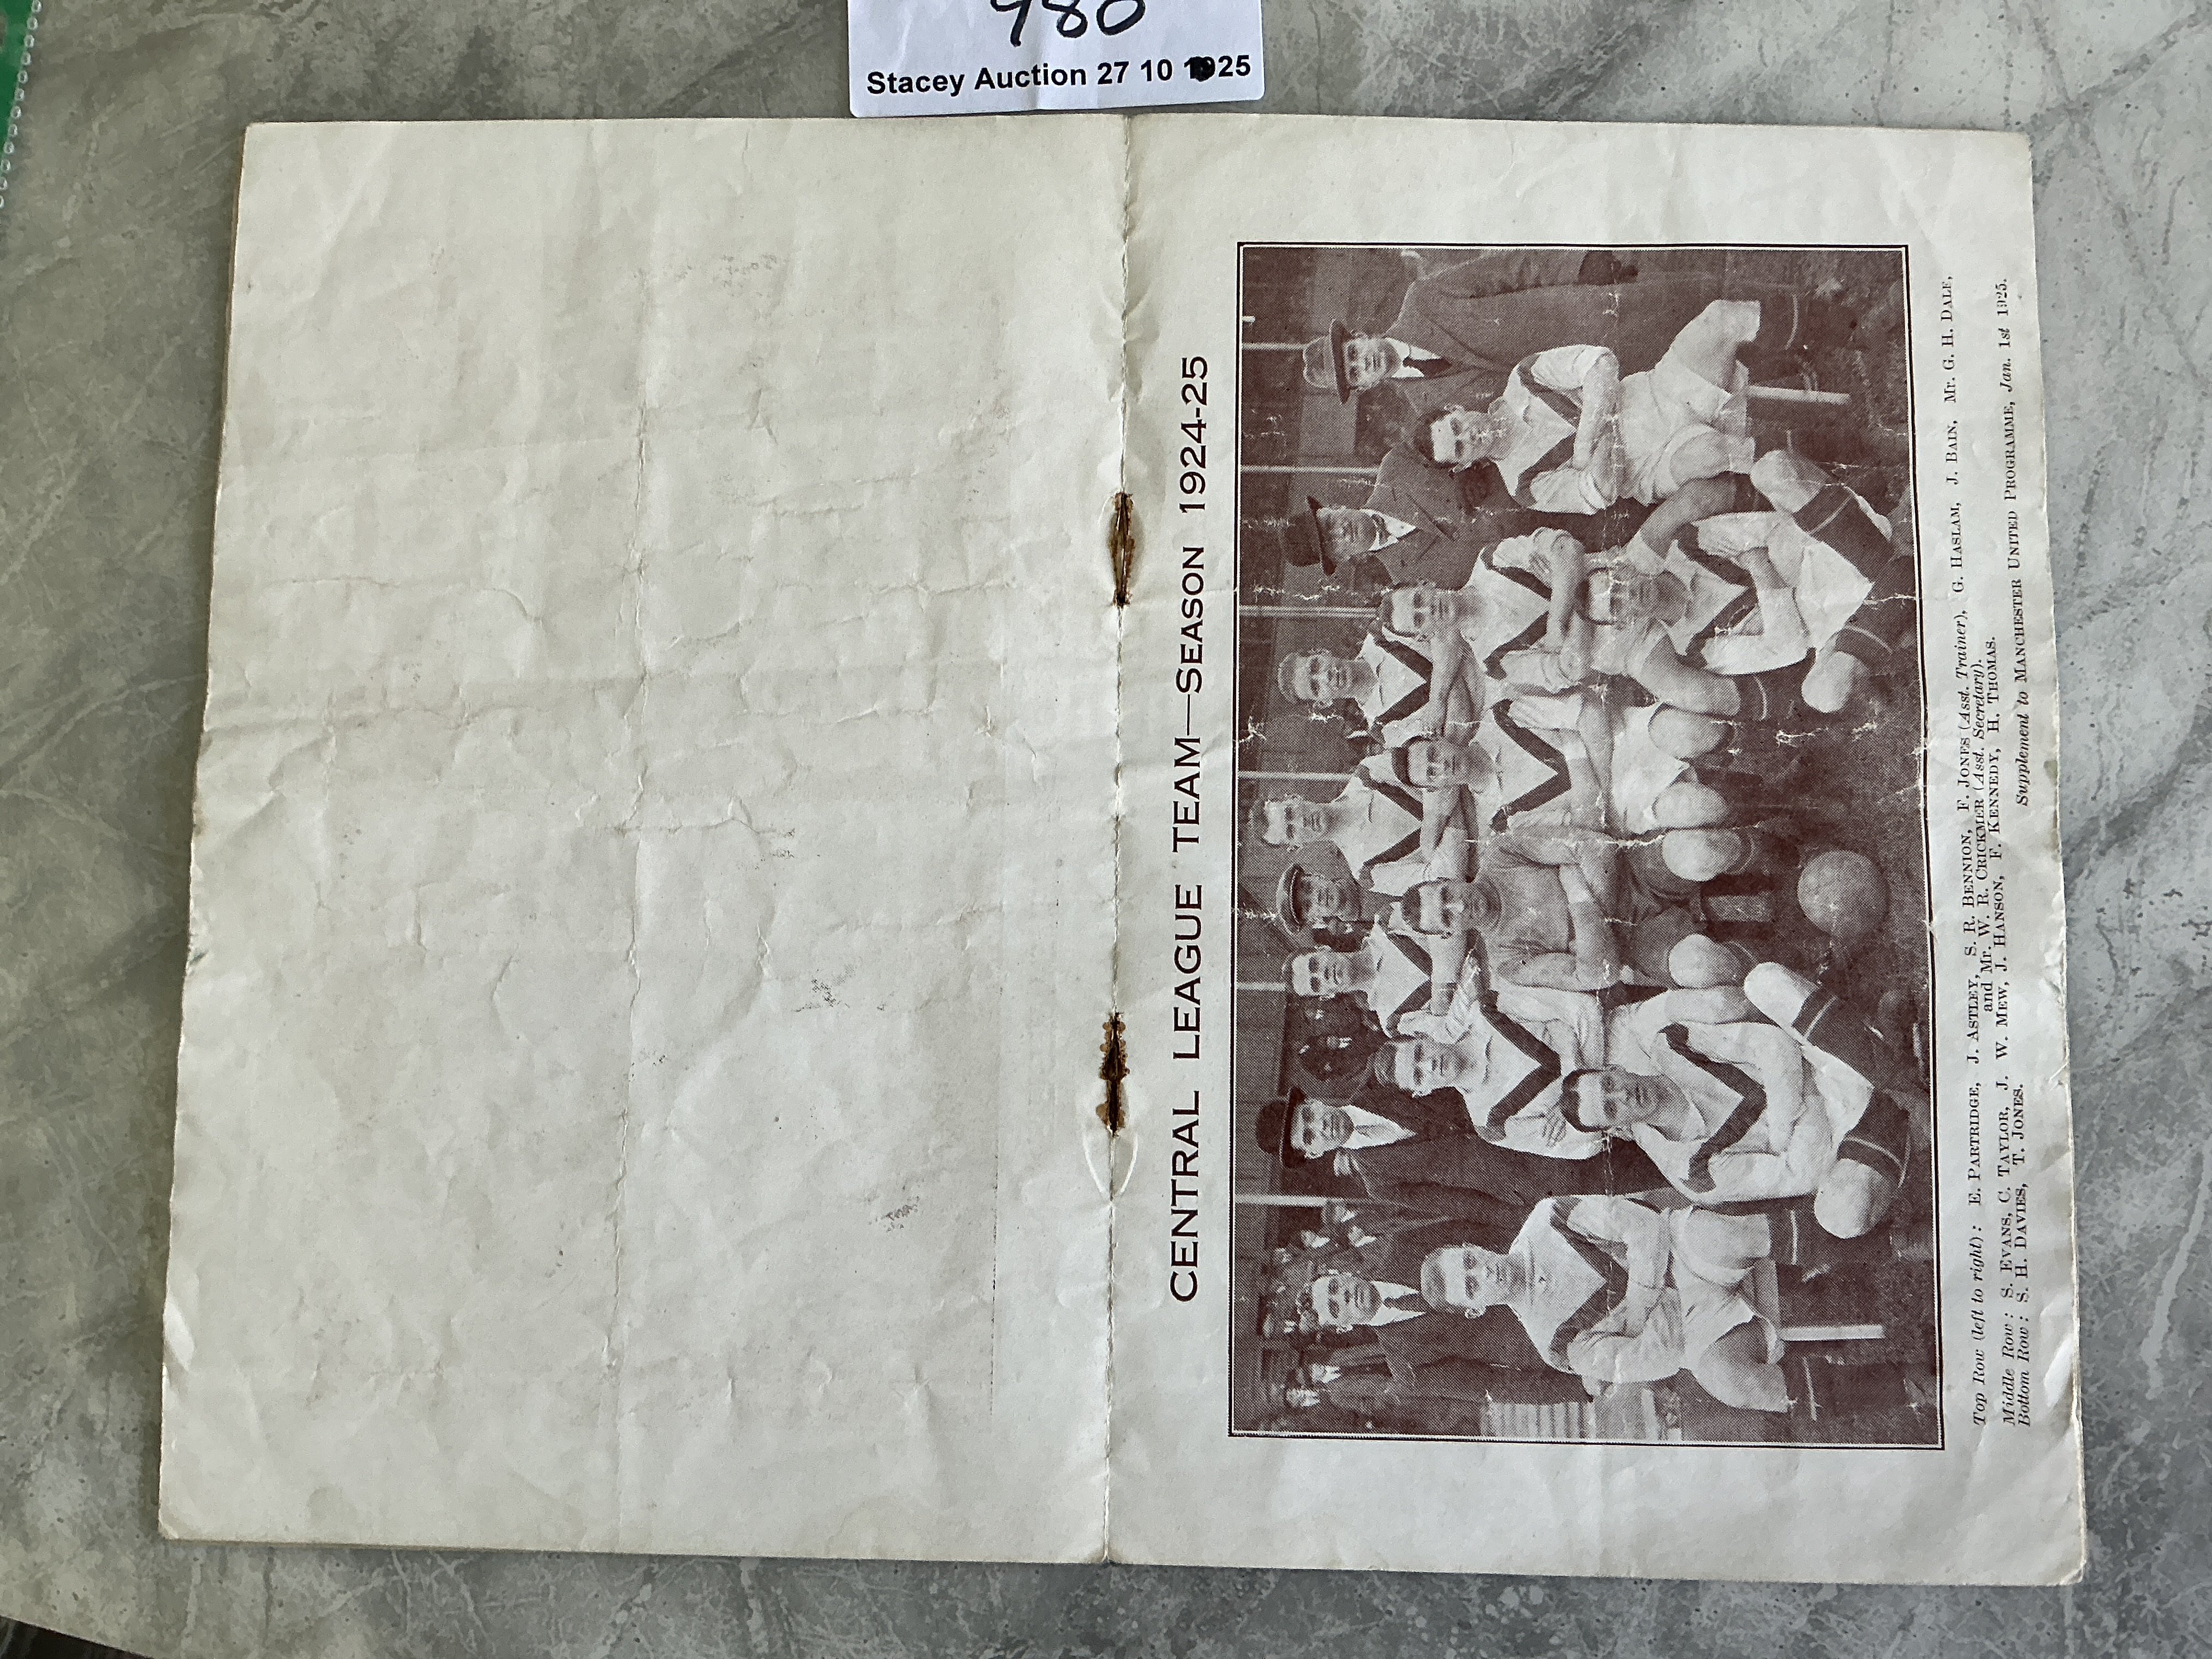 980
Stacey Auction 27 10 25
CENTRAL LEAGUE TEAM—SEASON 1924-25
Top Row (left to right) : E. PARTRIDGE, J. ASTLEY, S. R. BENNION, F. JONES (Asst. Trainer), G. HASLAM, J. BAIN, Mr. G. H. DALE,
and Mr. W. R. CRICKMER (Asst. Secretary).
Middle Row : S. EVANS, C. TAYLOR, J. W. MEW, J. HANSON, F. KENNEDY, H. THOMAS.
Bottom Row : S. H. DAVIES, T. JONES.
Supplement to MANCHESTER UNITED PROGRAMME, Jan. 1st 1925.